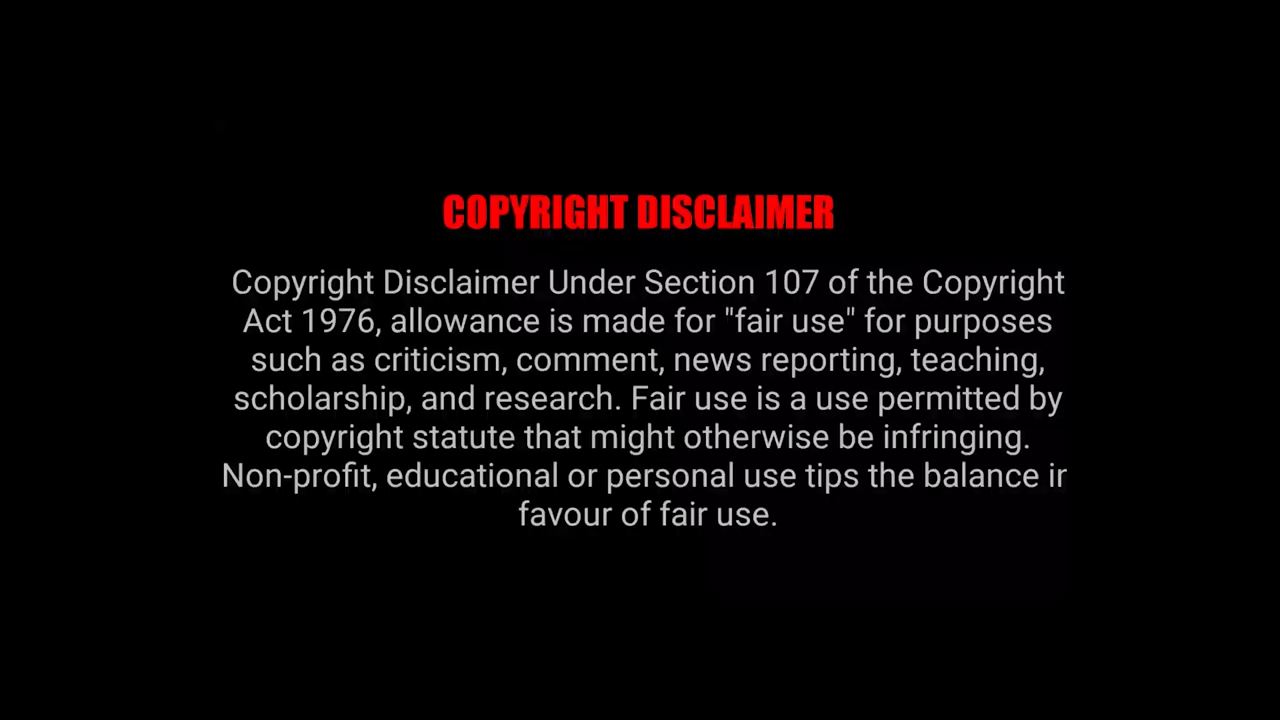 COPYRIGHT DISCLAIMER
Copyright Disclaimer Under Section 107 of the Copyright
Act 1976, allowance is made for "fair use" for purposes
such as criticism, comment, news reporting, teaching,
scholarship, and research. Fair use is a use permitted by
copyright statute that might otherwise be infringing.
Non-profit, educational or personal use tips the balance ir
favour of fair use.